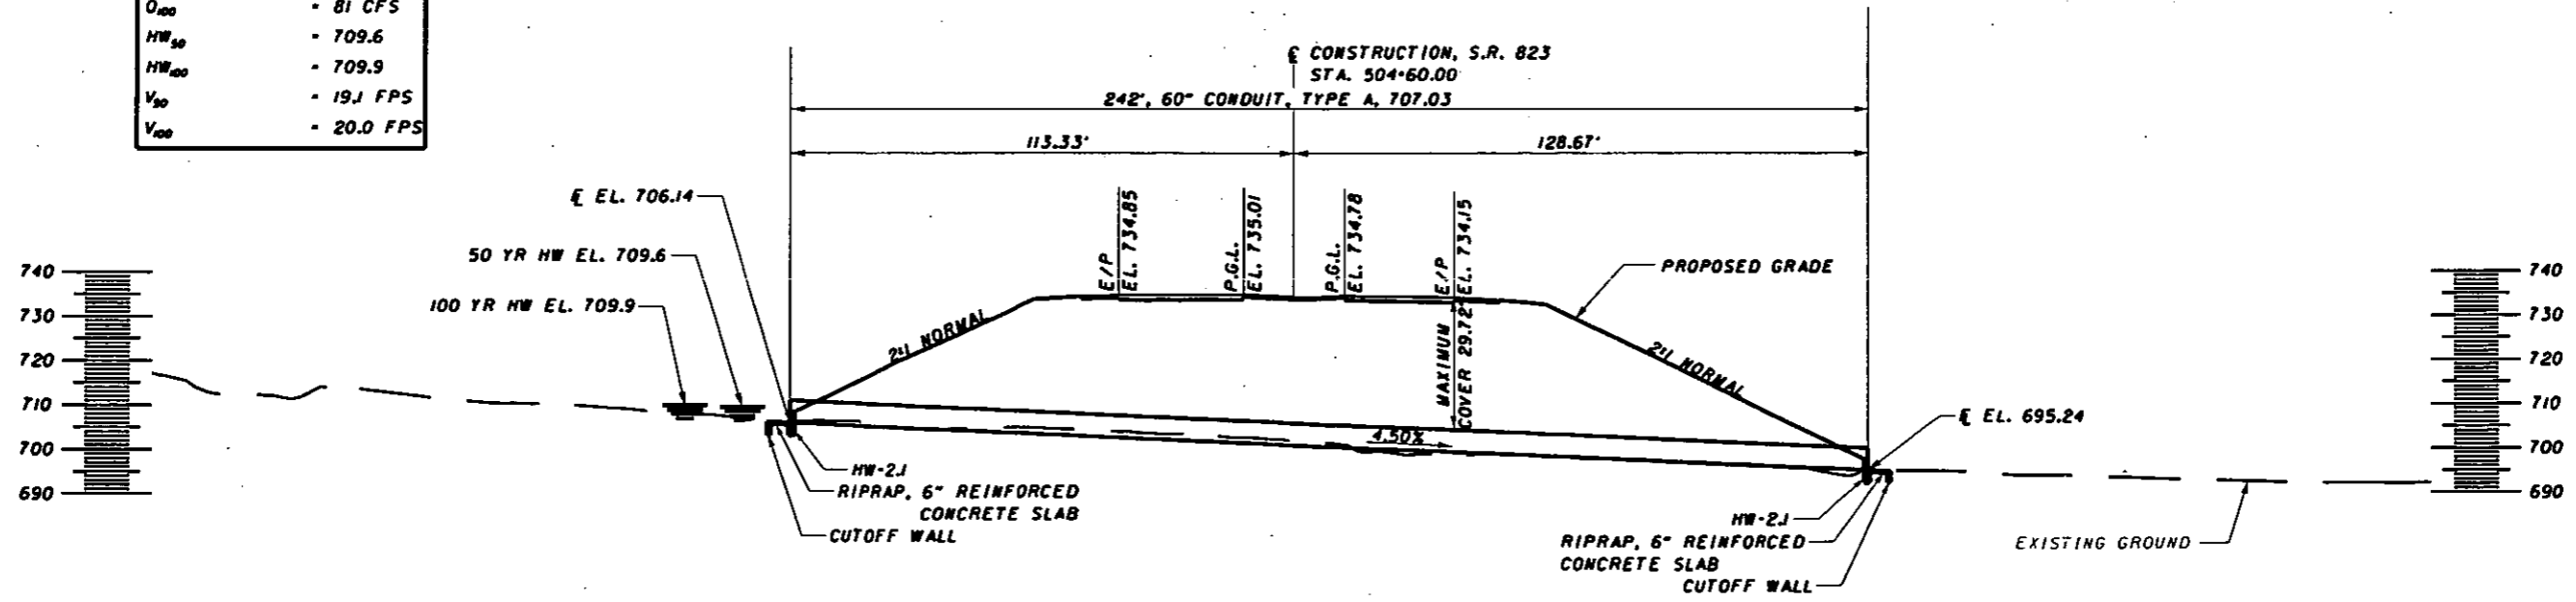 Q100 = 81 CFS
HW50 = 709.6
HW100 = 709.9
V50 = 19.1 FPS
V100 = 20.0 FPS
℄ CONSTRUCTION, S.R. 823
STA. 504+60.00
242', 60" CONDUIT, TYPE A, 707.03
113.33'
128.67'
℄ EL. 706.14
50 YR HW EL. 709.6
100 YR HW EL. 709.9
E/P
EL. 734.85
P.G.L.
EL. 735.01
P.G.L.
EL. 734.78
E/P
EL. 734.15
PROPOSED GRADE
2:1 NORMAL
2:1 NORMAL
MAXIMUM
COVER 29.72'
4.50%
℄ EL. 695.24
740
730
720
710
700
690
740
730
720
710
700
690
HW-2.1
RIPRAP, 6" REINFORCED
CONCRETE SLAB
CUTOFF WALL
HW-2.1
RIPRAP, 6" REINFORCED
CONCRETE SLAB
CUTOFF WALL
EXISTING GROUND